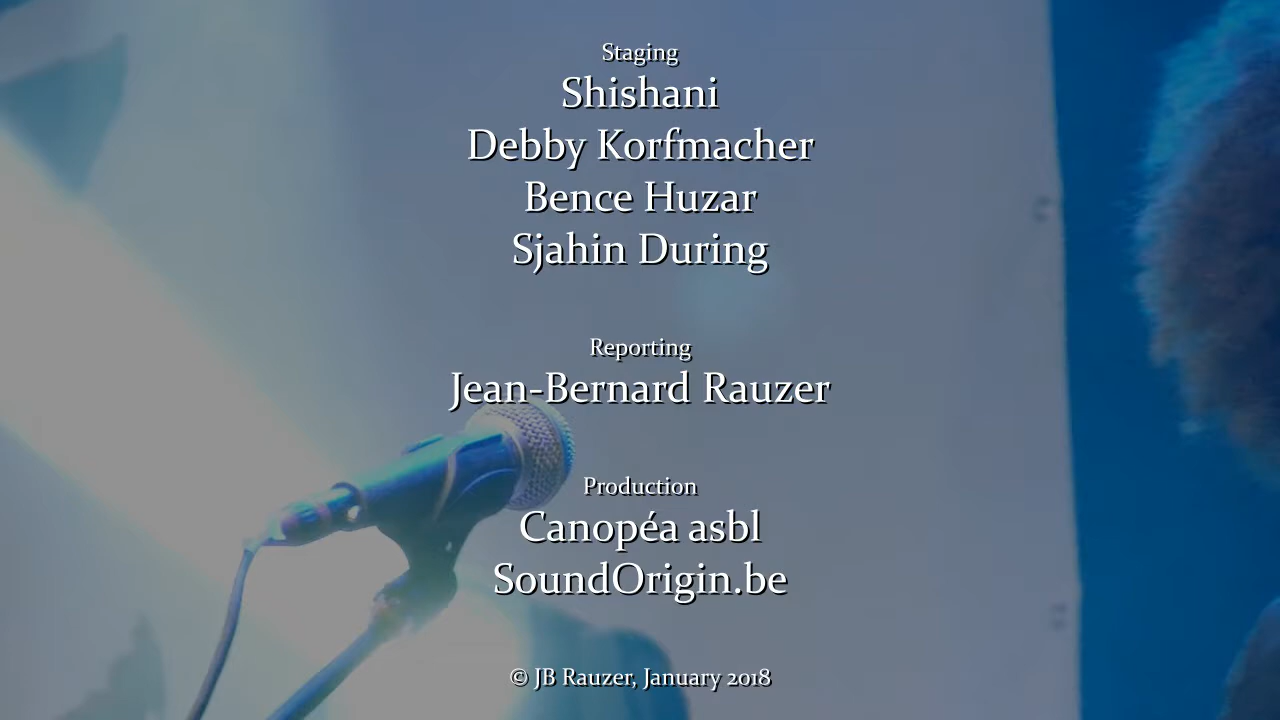 Staging
Shishani
Debby Korfmacher
Bence Huzar
Sjahin During
Reporting
Jean-Bernard Rauzer
Production
Canopéa asbl
SoundOrigin.be
© JB Rauzer, January 2018